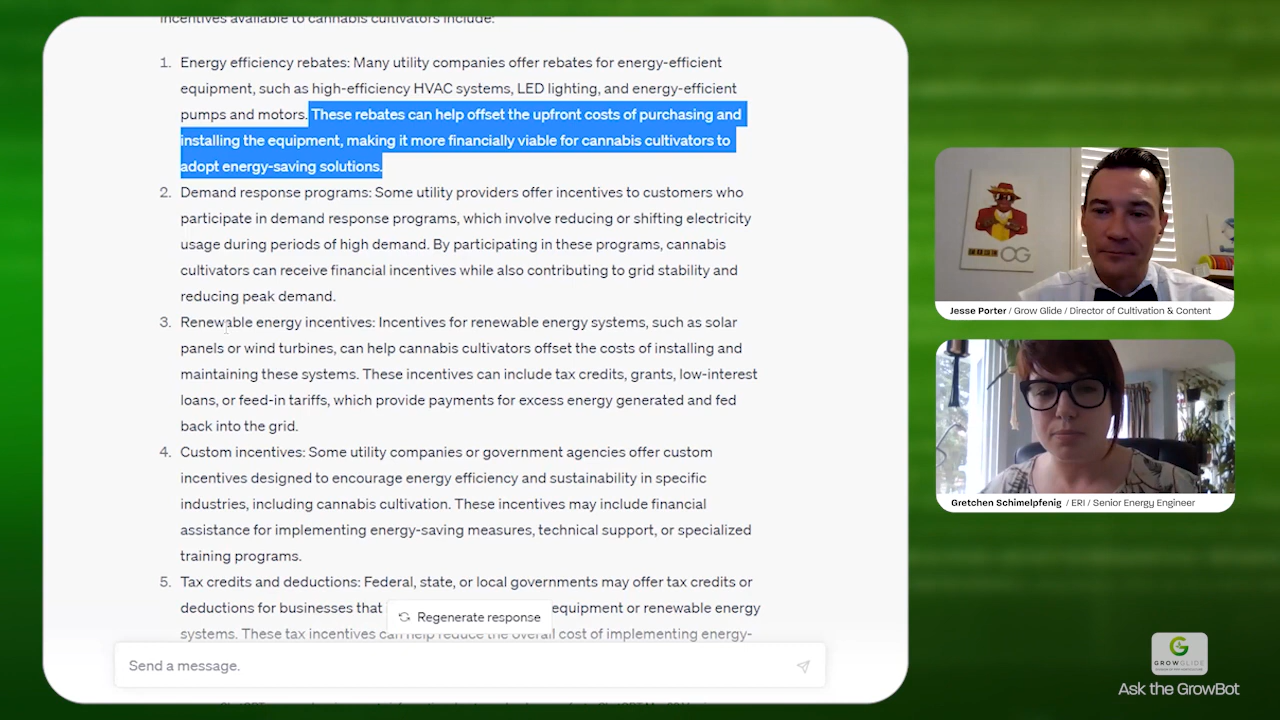 incentives available to cannabis cultivators include:
1. Energy efficiency rebates: Many utility companies offer rebates for energy-efficient
equipment, such as high-efficiency HVAC systems, LED lighting, and energy-efficient
pumps and motors. These rebates can help offset the upfront costs of purchasing and
installing the equipment, making it more financially viable for cannabis cultivators to
adopt energy-saving solutions.
2. Demand response programs: Some utility providers offer incentives to customers who
participate in demand response programs, which involve reducing or shifting electricity
usage during periods of high demand. By participating in these programs, cannabis
cultivators can receive financial incentives while also contributing to grid stability and
reducing peak demand.
3. Renewable energy incentives: Incentives for renewable energy systems, such as solar
panels or wind turbines, can help cannabis cultivators offset the costs of installing and
maintaining these systems. These incentives can include tax credits, grants, low-interest
loans, or feed-in tariffs, which provide payments for excess energy generated and fed
back into the grid.
4. Custom incentives: Some utility companies or government agencies offer custom
incentives designed to encourage energy efficiency and sustainability in specific
industries, including cannabis cultivation. These incentives may include financial
assistance for implementing energy-saving measures, technical support, or specialized
training programs.
5. Tax credits and deductions: Federal, state, or local governments may offer tax credits or
deductions for businesses that
equipment or renewable energy
systems. These tax incentives can help reduce the overall cost of implementing energy-
Regenerate response
Send a message.
OG
Jesse Porter / Grow Glide / Director of Cultivation & Content
Gretchen Schimelpfenig / ERI / Senior Energy Engineer
G
GROWGLIDE
Ask the GrowBot